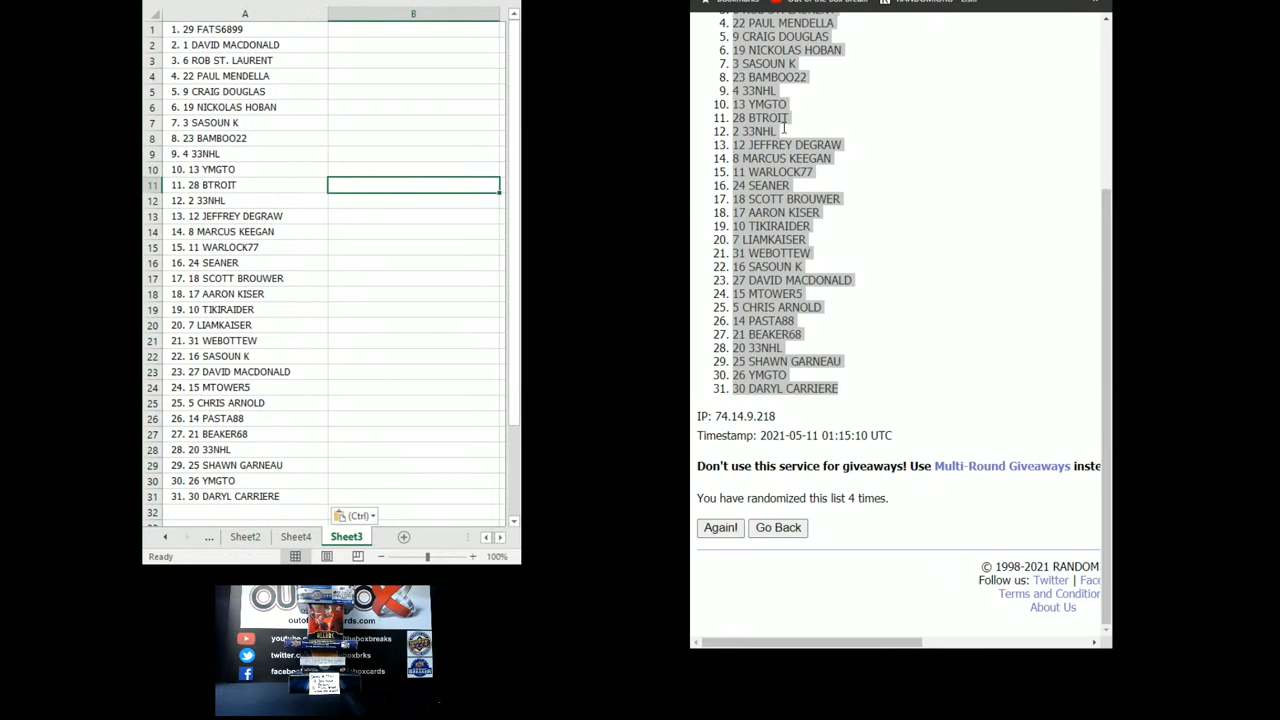 A B
1 1. 29 FATS6899
2 2. 1 DAVID MACDONALD
3 3. 6 ROB ST. LAURENT
4 4. 22 PAUL MENDELLA
5 5. 9 CRAIG DOUGLAS
6 6. 19 NICKOLAS HOBAN
7 7. 3 SASOUN K
8 8. 23 BAMBOO22
9 9. 4 33NHL
10 10. 13 YMGTO
11 11. 28 BTROIT
12 12. 2 33NHL
13 13. 12 JEFFREY DEGRAW
14 14. 8 MARCUS KEEGAN
15 15. 11 WARLOCK77
16 16. 24 SEANER
17 17. 18 SCOTT BROUWER
18 18. 17 AARON KISER
19 19. 10 TIKIRAIDER
20 20. 7 LIAMKAISER
21 21. 31 WEBOTTEW
22 22. 16 SASOUN K
23 23. 27 DAVID MACDONALD
24 24. 15 MTOWER5
25 25. 5 CHRIS ARNOLD
26 26. 14 PASTA88
27 27. 21 BEAKER68
28 28. 20 33NHL
29 29. 25 SHAWN GARNEAU
30 30. 26 YMGTO
31 31. 30 DARYL CARRIERE
32
(Ctrl)
... Sheet2 Sheet4 Sheet3
Ready 100%
4. 22 PAUL MENDELLA
5. 9 CRAIG DOUGLAS
6. 19 NICKOLAS HOBAN
7. 3 SASOUN K
8. 23 BAMBOO22
9. 4 33NHL
10. 13 YMGTO
11. 28 BTROIT
12. 2 33NHL
13. 12 JEFFREY DEGRAW
14. 8 MARCUS KEEGAN
15. 11 WARLOCK77
16. 24 SEANER
17. 18 SCOTT BROUWER
18. 17 AARON KISER
19. 10 TIKIRAIDER
20. 7 LIAMKAISER
21. 31 WEBOTTEW
22. 16 SASOUN K
23. 27 DAVID MACDONALD
24. 15 MTOWER5
25. 5 CHRIS ARNOLD
26. 14 PASTA88
27. 21 BEAKER68
28. 20 33NHL
29. 25 SHAWN GARNEAU
30. 26 YMGTO
31. 30 DARYL CARRIERE
IP: 74.14.9.218
Timestamp: 2021-05-11 01:15:10 UTC
Don't use this service for giveaways! Use Multi-Round Giveaways inste
You have randomized this list 4 times.
Again! Go Back
© 1998-2021 RANDOM
Follow us: Twitter | Face
Terms and Condition
About Us
ALLURE